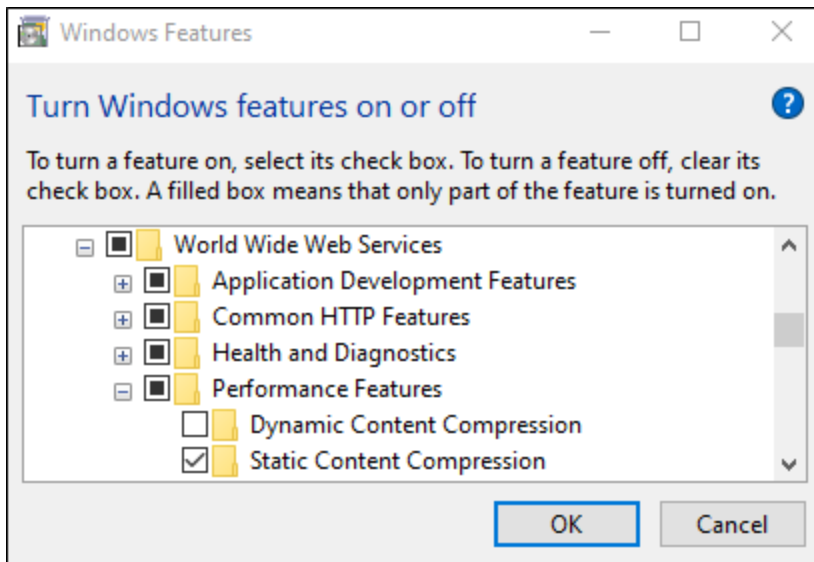 Windows Features
Turn Windows features on or off
?
To turn a feature on, select its check box. To turn a feature off, clear its
check box. A filled box means that only part of the feature is turned on.
World Wide Web Services
Application Development Features
Common HTTP Features
Health and Diagnostics
Performance Features
Dynamic Content Compression
Static Content Compression
OK Cancel